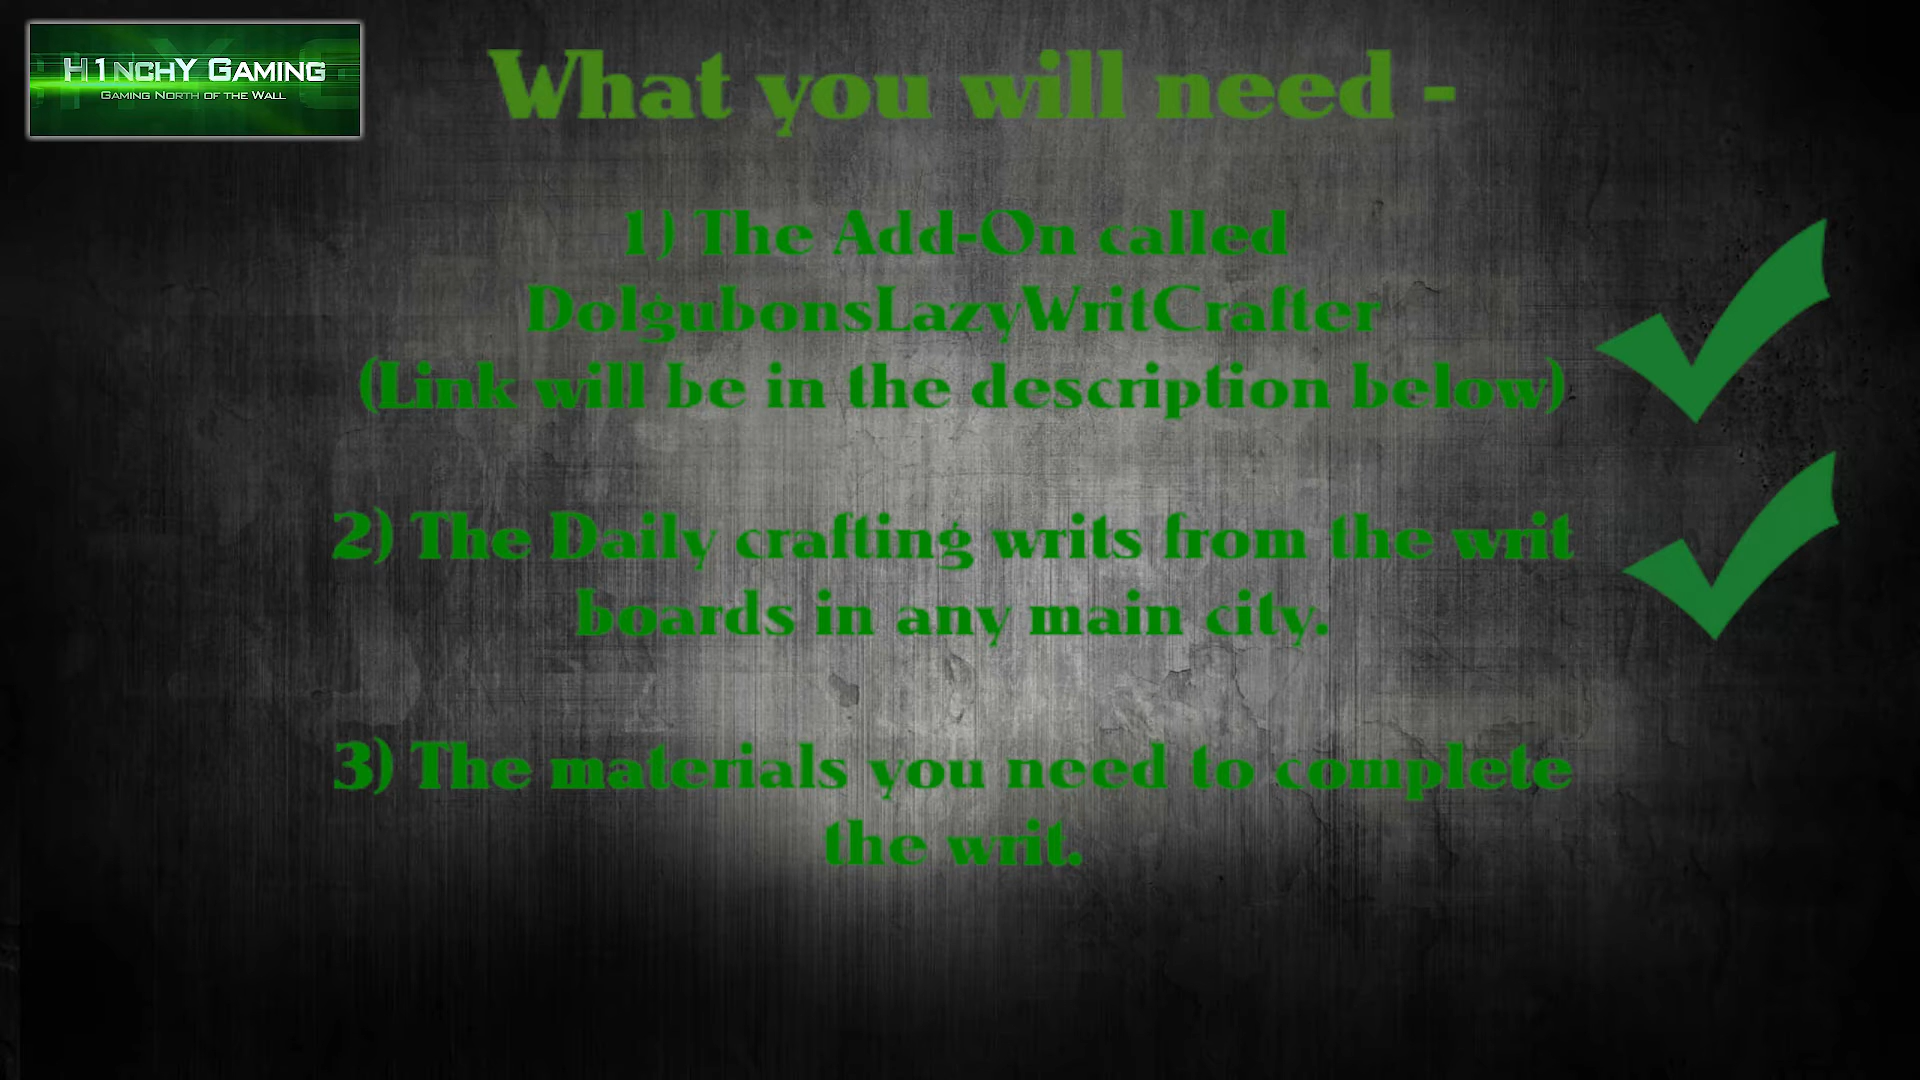 H1NCHY GAMING
GAMING NORTH OF THE WALL
What you will need -
1) The Add-On called
DolgubonsLazyWritCrafter
(Link will be in the description below)
2) The Daily crafting writs from the writ
boards in any main city.
3) The materials you need to complete
the writ.